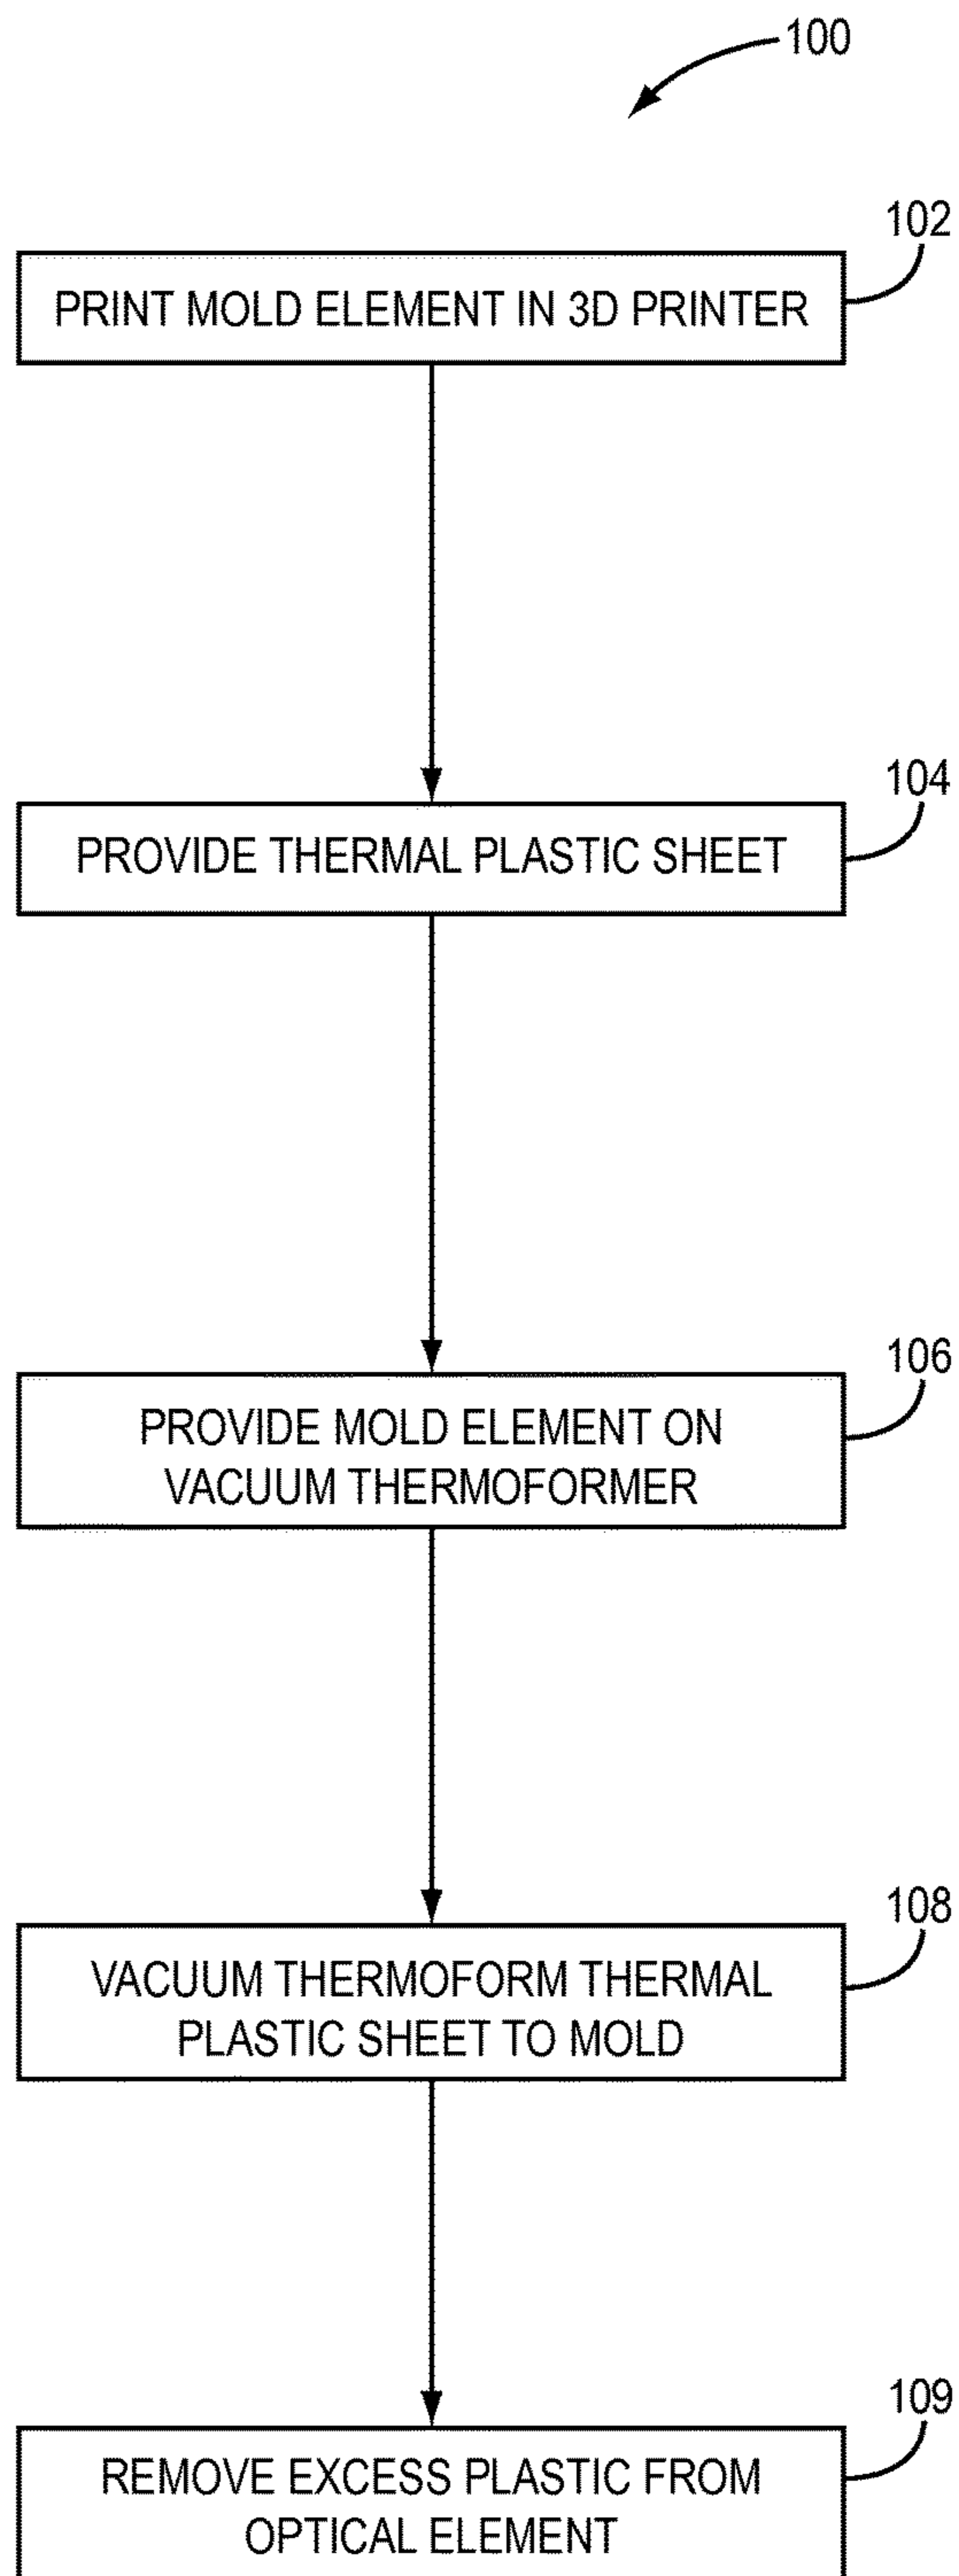 100
102
PRINT MOLD ELEMENT IN 3D PRINTER
104
PROVIDE THERMAL PLASTIC SHEET
106
PROVIDE MOLD ELEMENT ON
VACUUM THERMOFORMER
108
VACUUM THERMOFORM THERMAL
PLASTIC SHEET TO MOLD
109
REMOVE EXCESS PLASTIC FROM
OPTICAL ELEMENT